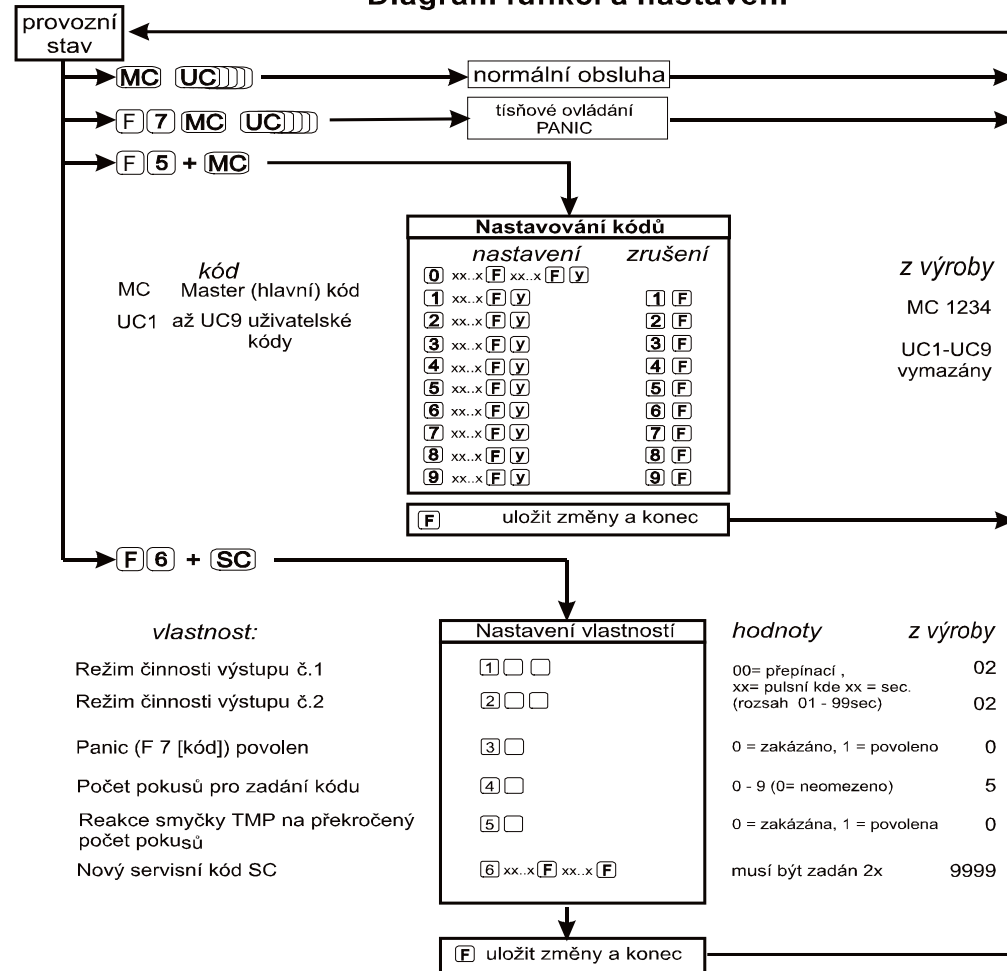 Diagram funkcí a nastavení
provozní
stav
MC UC
normální obsluha
F 7 MC UC
tísňové ovládání
PANIC
F 5 + MC
Nastavování kódů
nastavení zrušení
0 xx..x F xx..x F y
1 xx..x F y 1 F
2 xx..x F y 2 F
3 xx..x F y 3 F
4 xx..x F y 4 F
5 xx..x F y 5 F
6 xx..x F y 6 F
7 xx..x F y 7 F
8 xx..x F y 8 F
9 xx..x F y 9 F
kód
MC Master (hlavní) kód
UC1 až UC9 uživatelské
kódy
z výroby
MC 1234
UC1-UC9
vymazány
F uložit změny a konec
F 6 + SC
vlastnost: Nastavení vlastností hodnoty z výroby
Režim činnosti výstupu č.1 1 00= přepínací , 02
xx= pulsní kde xx = sec.
Režim činnosti výstupu č.2 2 (rozsah 01 - 99sec) 02
Panic (F 7 [kód]) povolen 3 0 = zakázáno, 1 = povoleno 0
Počet pokusů pro zadání kódu 4 0 - 9 (0= neomezeno) 5
Reakce smyčky TMP na překročený
počet pokusů 5 0 = zakázána, 1 = povolena 0
Nový servisní kód SC 6 xx..x F xx..x F musí být zadán 2x 9999
F uložit změny a konec